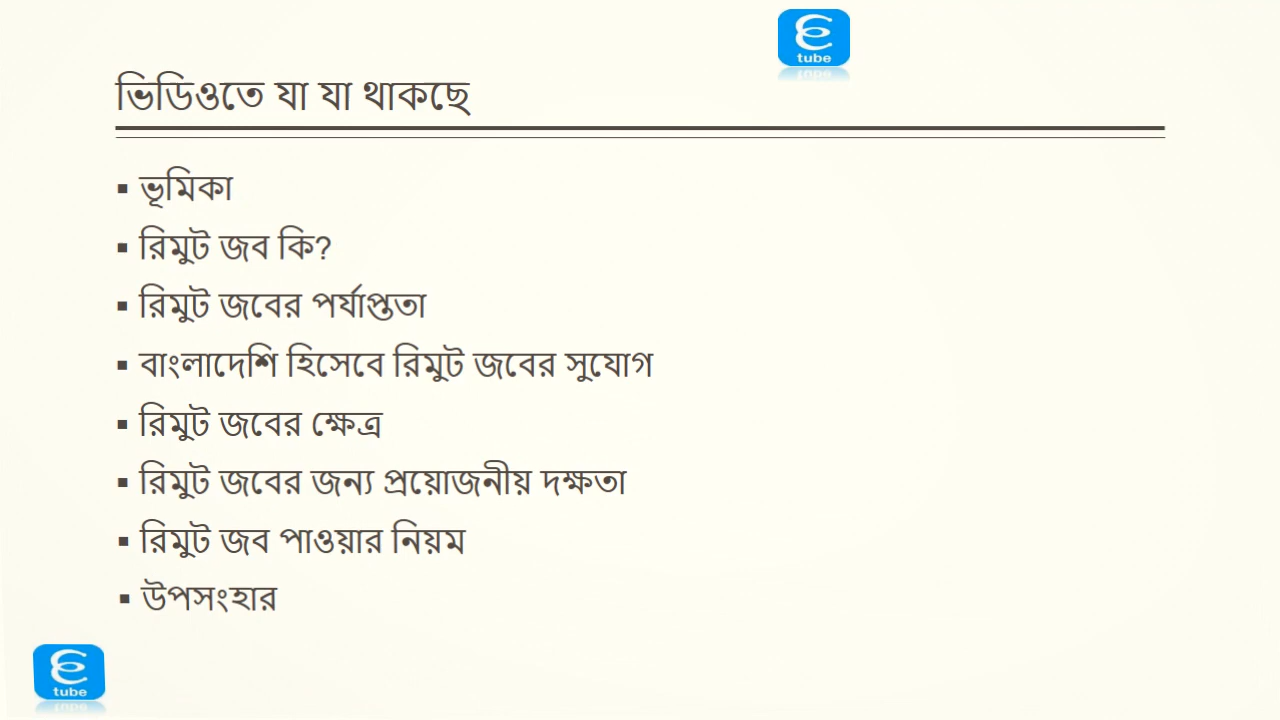 Ɛ
tube
ভিডিওতে যা যা থাকছে
▪ ভূমিকা
▪ রিমুট জব কি?
▪ রিমুট জবের পর্যাপ্ততা
▪ বাংলাদেশি হিসেবে রিমুট জবের সুযোগ
▪ রিমুট জবের ক্ষেত্র
▪ রিমুট জবের জন্য প্রয়োজনীয় দক্ষতা
▪ রিমুট জব পাওয়ার নিয়ম
▪ উপসংহার
Ɛ
tube